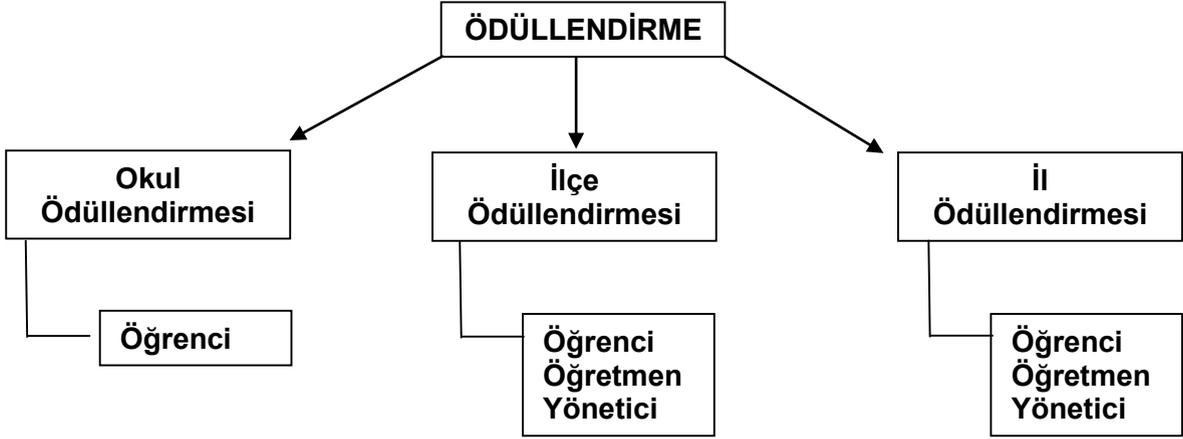 ÖDÜLLENDİRME
Okul
Ödüllendirmesi
İlçe
Ödüllendirmesi
İl
Ödüllendirmesi
Öğrenci
Öğrenci
Öğretmen
Yönetici
Öğrenci
Öğretmen
Yönetici